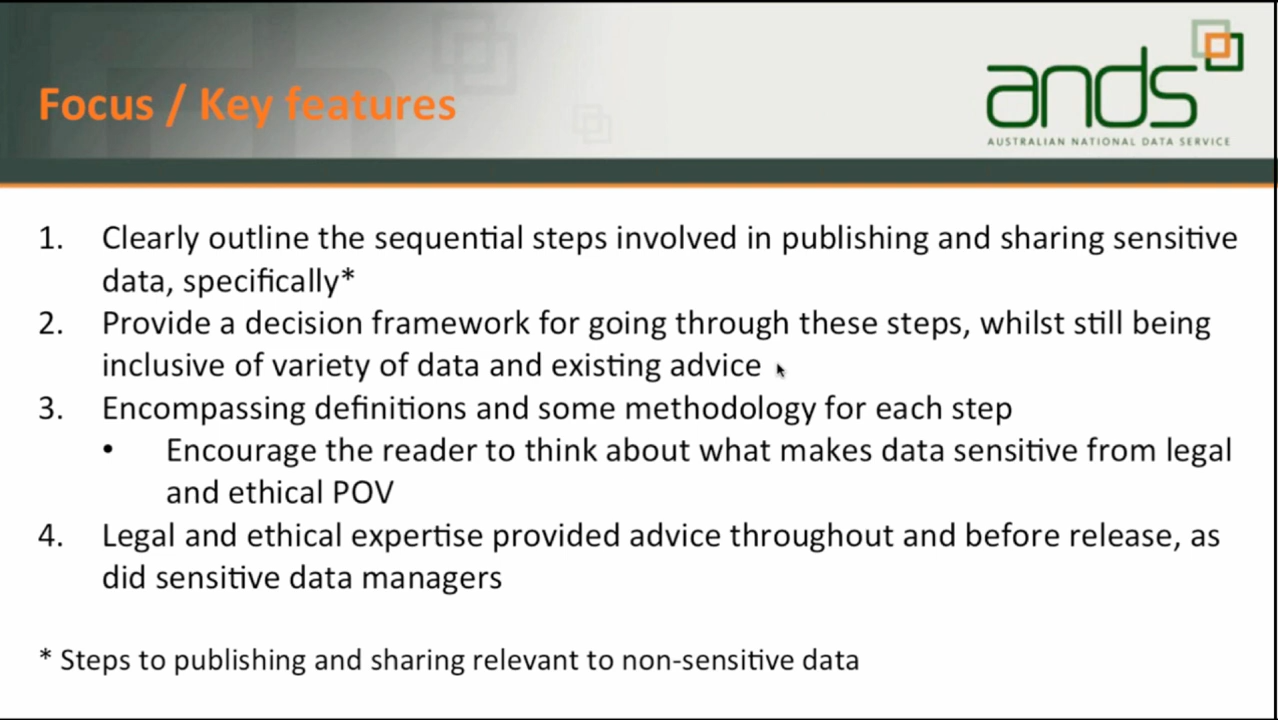 Focus / Key features
ands
AUSTRALIAN NATIONAL DATA SERVICE
1. Clearly outline the sequential steps involved in publishing and sharing sensitive
data, specifically*
2. Provide a decision framework for going through these steps, whilst still being
inclusive of variety of data and existing advice
3. Encompassing definitions and some methodology for each step
• Encourage the reader to think about what makes data sensitive from legal
and ethical POV
4. Legal and ethical expertise provided advice throughout and before release, as
did sensitive data managers
* Steps to publishing and sharing relevant to non-sensitive data